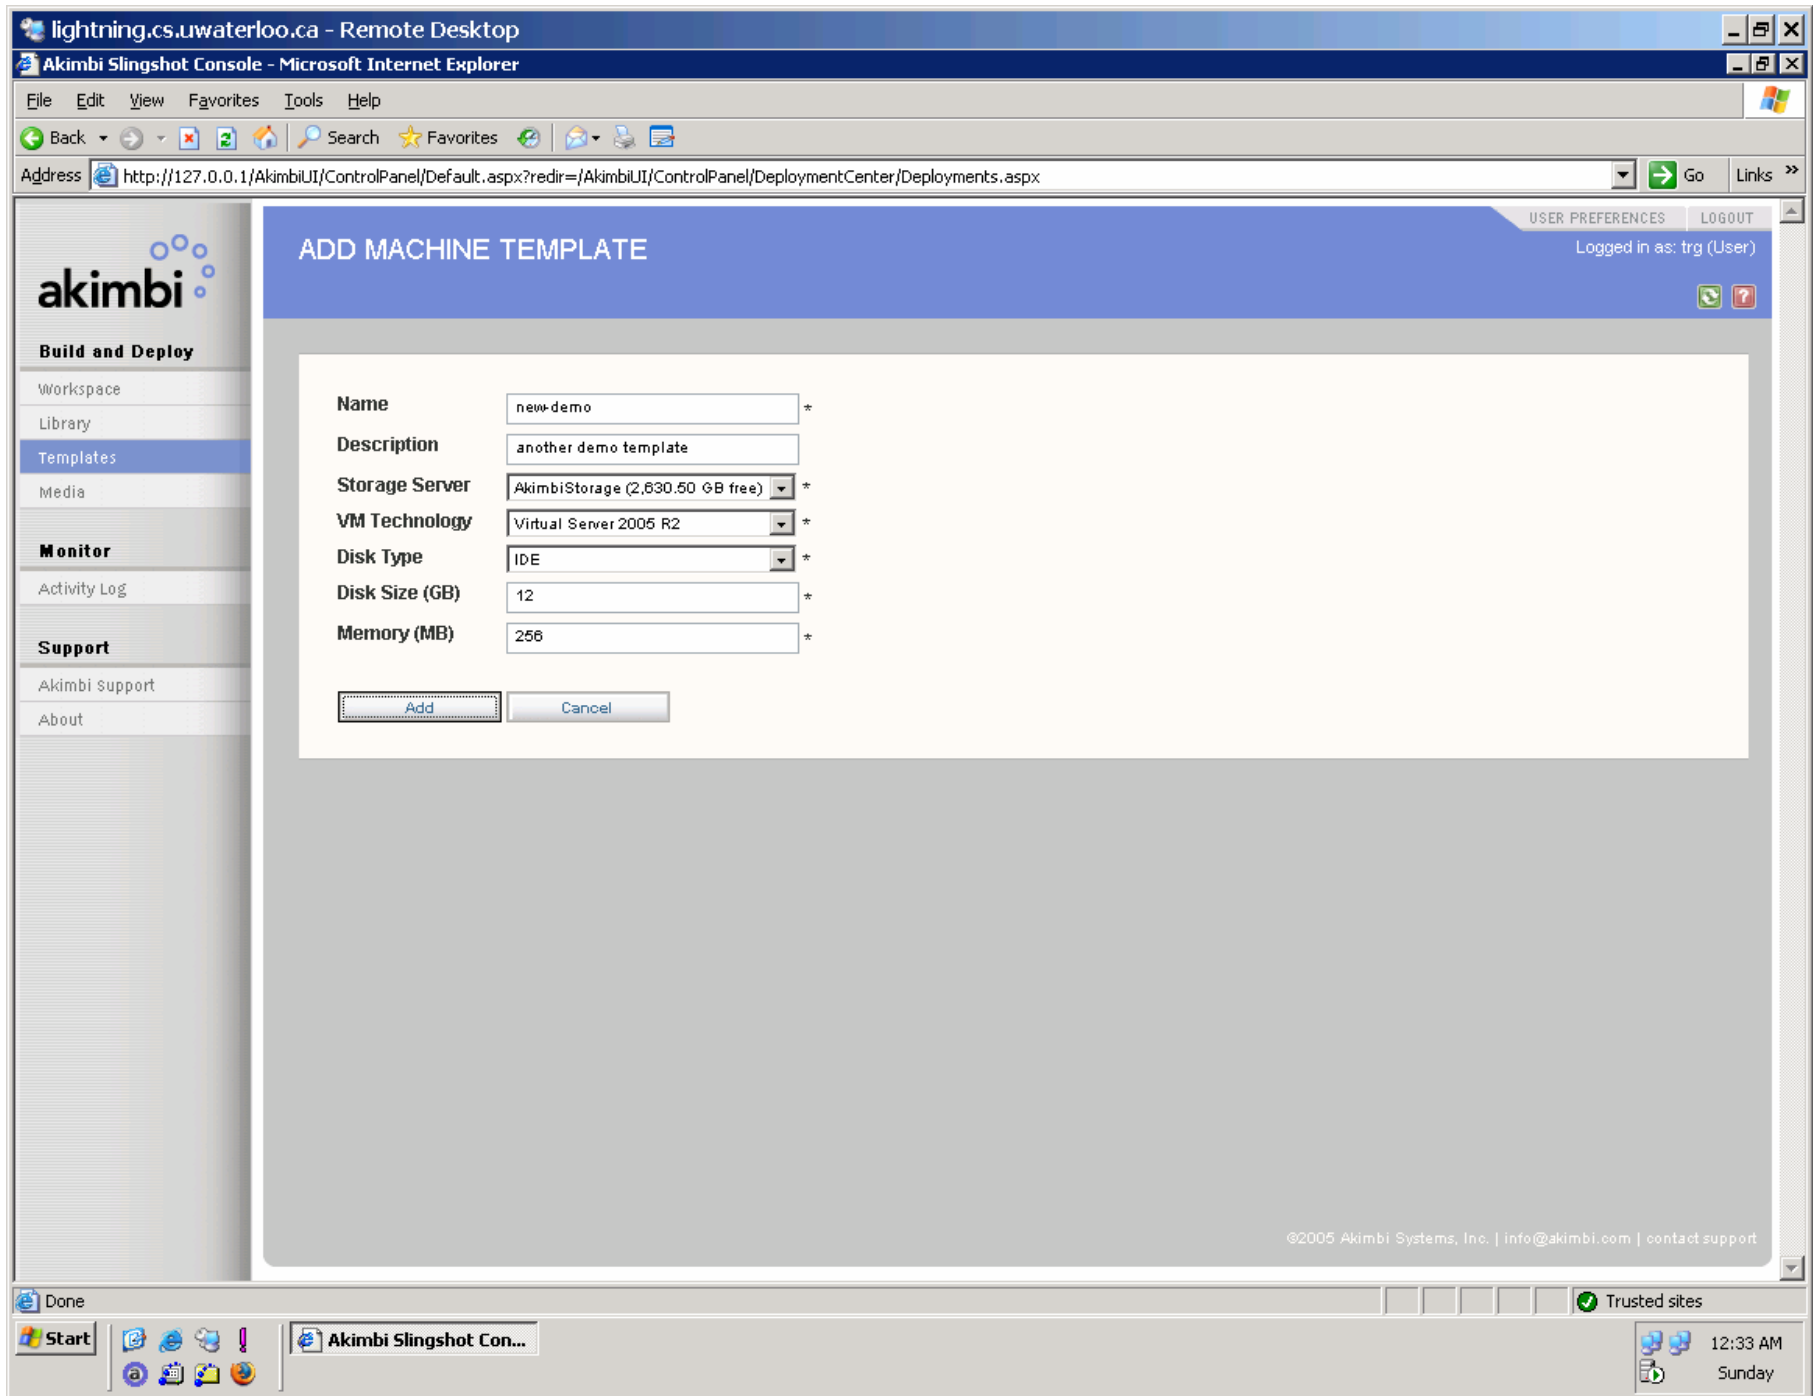 lightning.cs.uwaterloo.ca - Remote Desktop
Akimbi Slingshot Console - Microsoft Internet Explorer
File Edit View Favorites Tools Help
Back Search Favorites
Address http://127.0.0.1/AkimbiUI/ControlPanel/Default.aspx?redir=/AkimbiUI/ControlPanel/DeploymentCenter/Deployments.aspx Go Links »
USER PREFERENCES LOGOUT
Logged in as: trg (User)
akimbi
ADD MACHINE TEMPLATE
Build and Deploy
Workspace
Library
Templates
Media
Monitor
Activity Log
Support
Akimbi Support
About
Name new-demo *
Description another demo template
Storage Server AkimbiStorage (2,630.50 GB free) *
VM Technology Virtual Server 2005 R2 *
Disk Type IDE *
Disk Size (GB) 12 *
Memory (MB) 256 *
Add Cancel
©2005 Akimbi Systems, Inc. | info@akimbi.com | contact support
Done Trusted sites
Start Akimbi Slingshot Con... 12:33 AM
Sunday